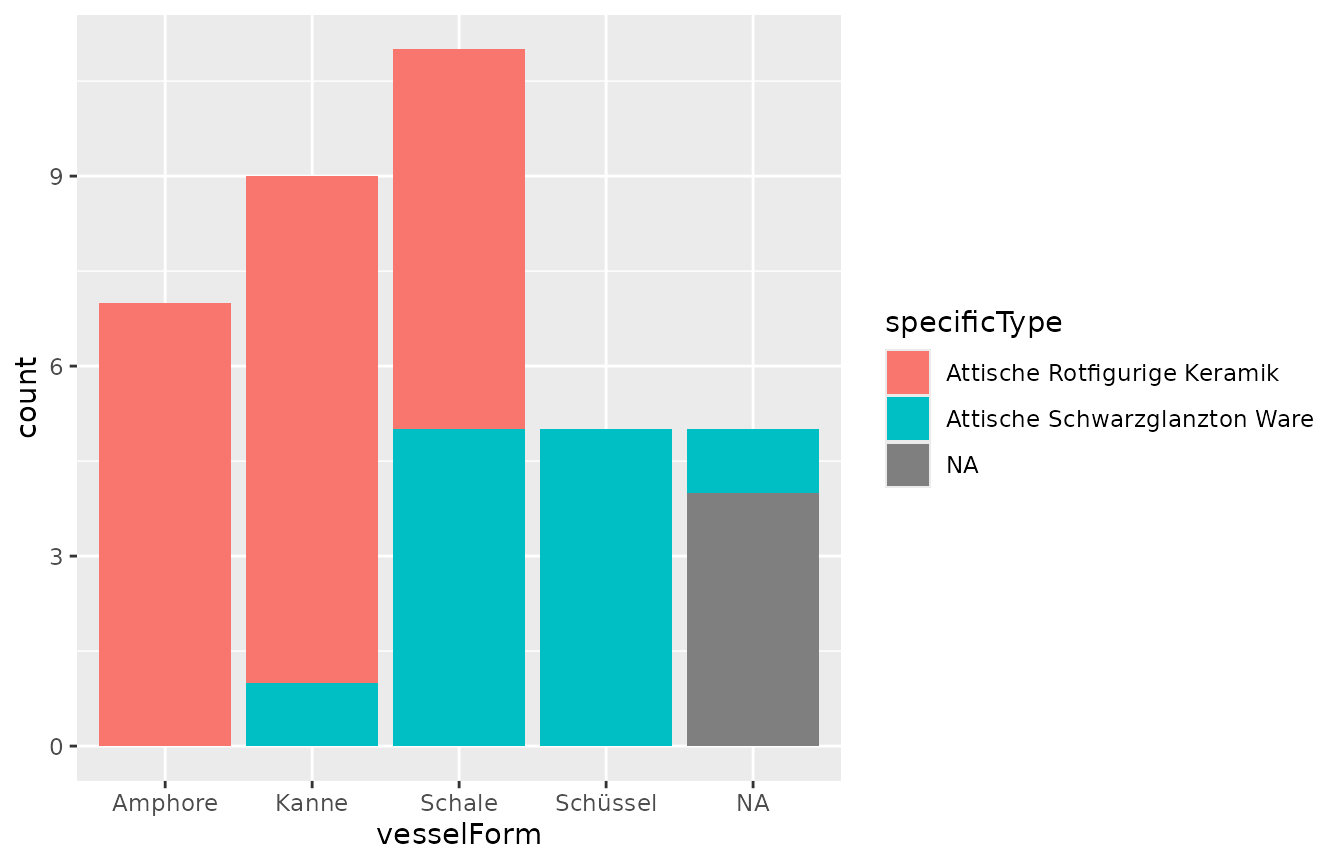 count
9
6
3
0
Amphore Kanne Schale Schüssel NA
vesselForm
specificType
Attische Rotfigurige Keramik
Attische Schwarzglanzton Ware
NA